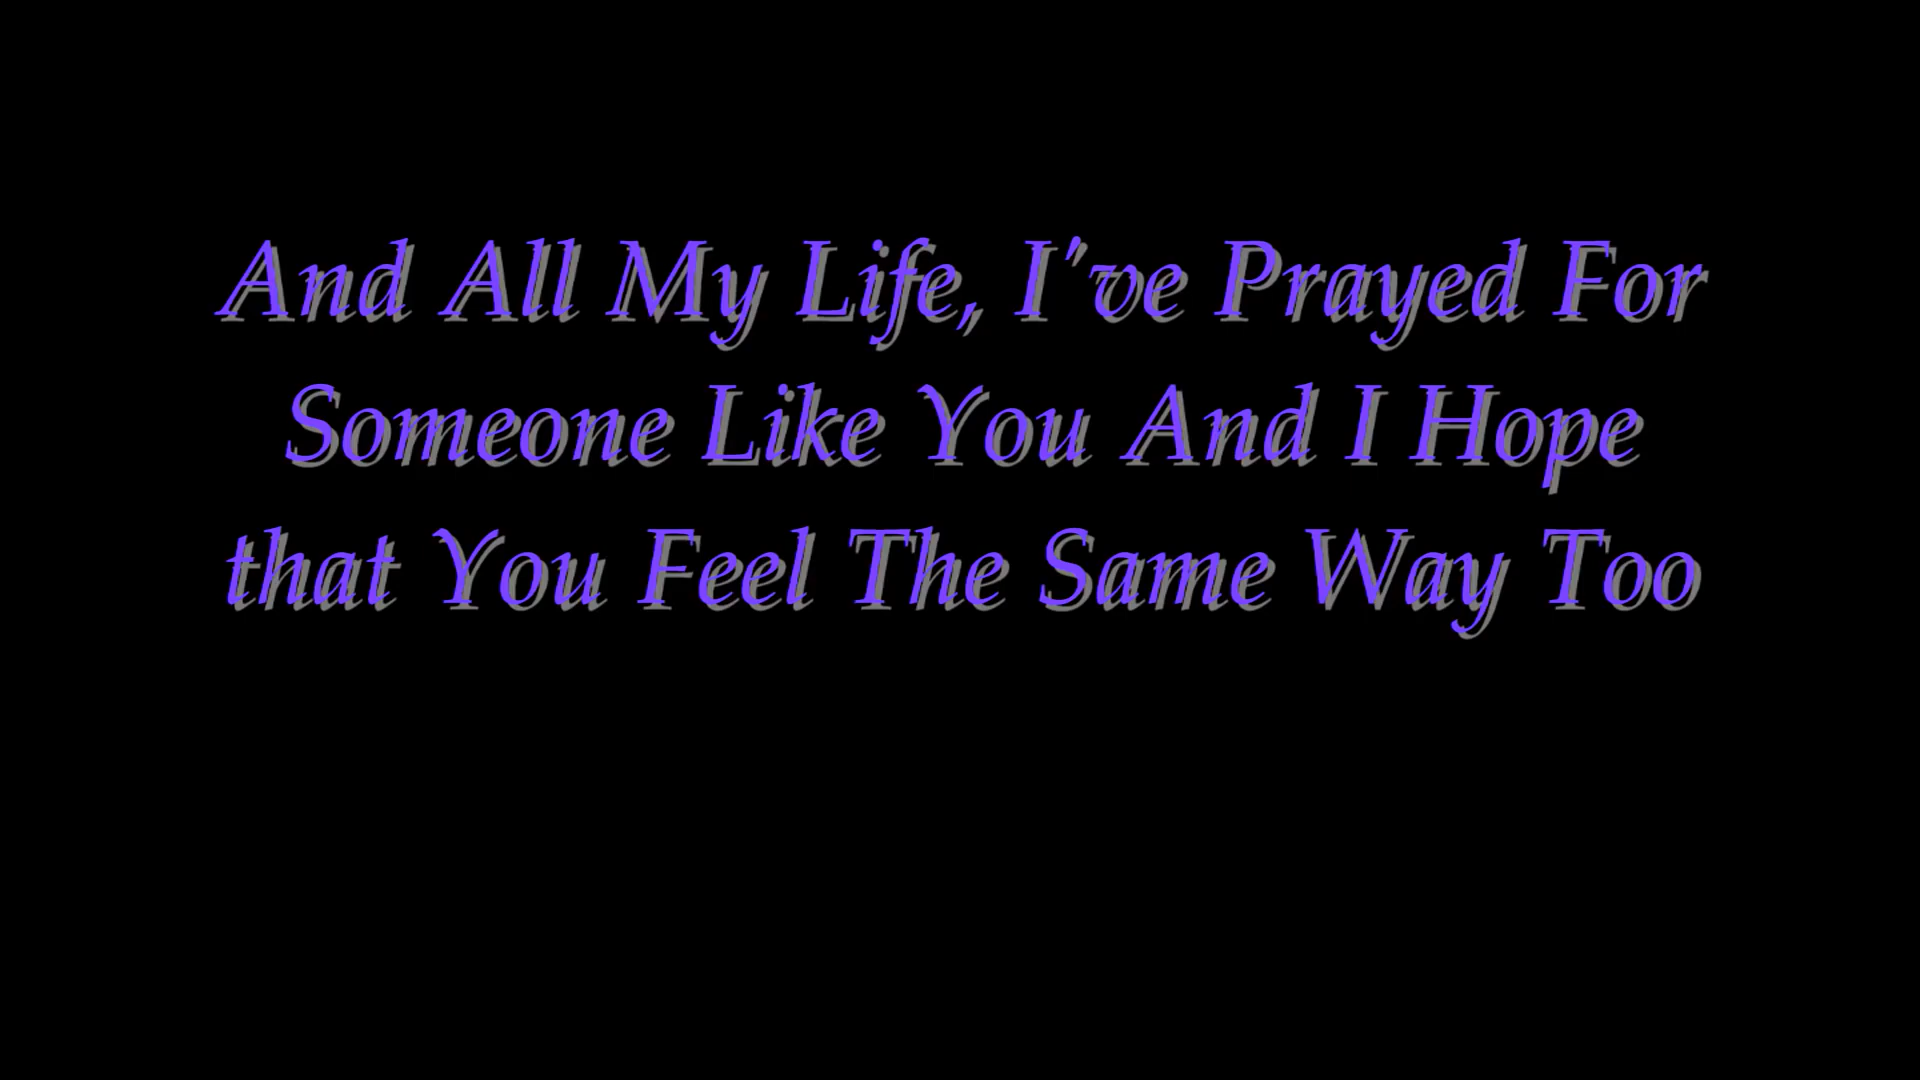 And All My Life, I've Prayed For
Someone Like You And I Hope
that You Feel The Same Way Too